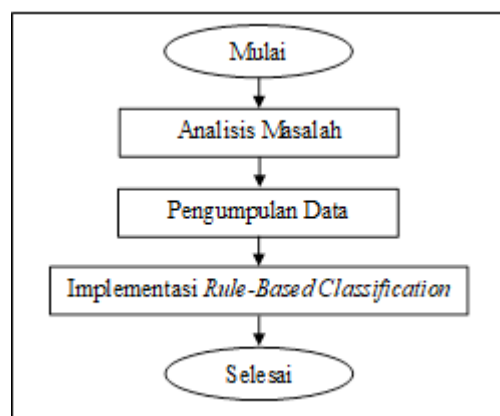 Mulai
Analisis Masalah
Pengumpulan Data
Implementasi Rule-Based Classification
Selesai